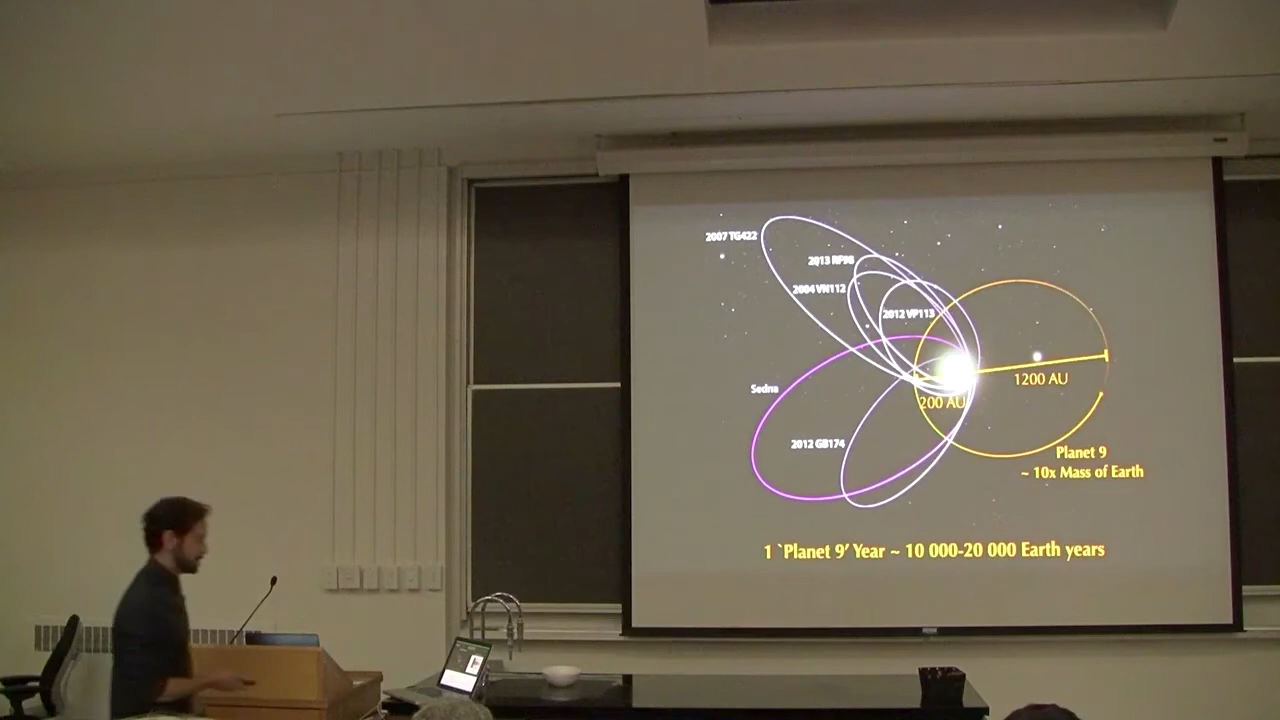 2007 TG422
2013 RF98
2004 VN112
2012 VP113
1200 AU
Sedna
200 AU
2012 GB174
Planet 9
~ 10x Mass of Earth
1 `Planet 9’ Year ~ 10 000-20 000 Earth years